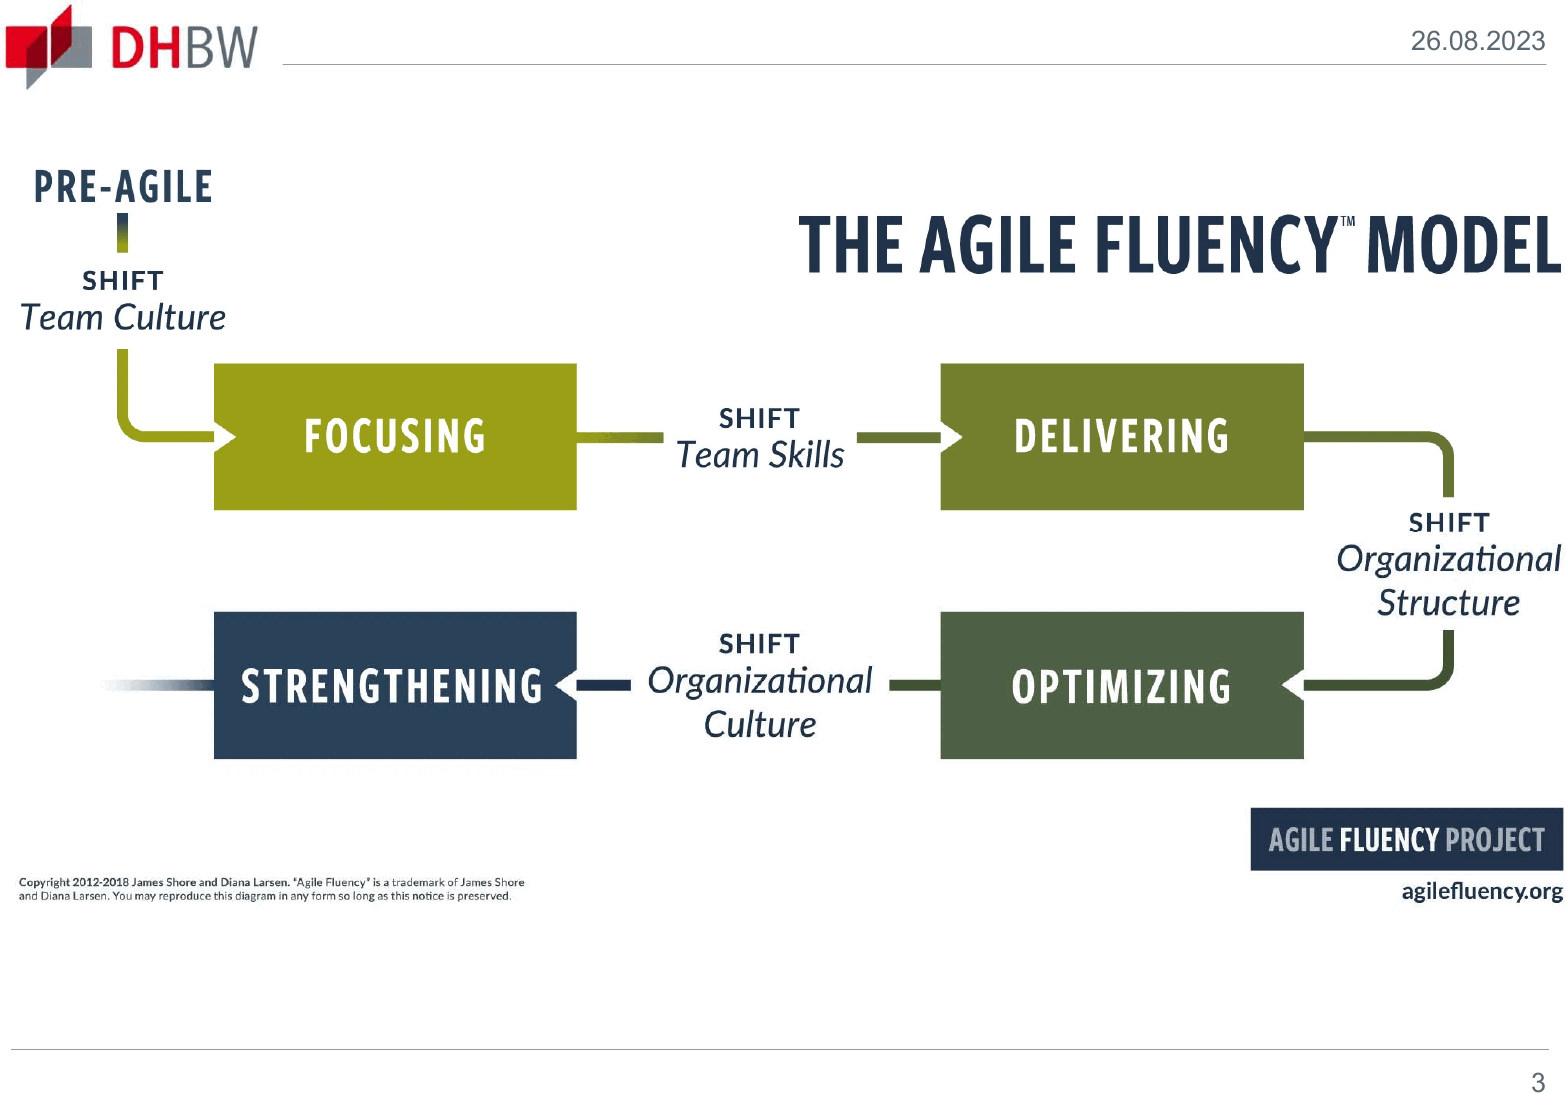 DHBW
26.08.2023
PRE-AGILE
THE AGILE FLUENCY™ MODEL
SHIFT
Team Culture
FOCUSING
SHIFT
Team Skills
DELIVERING
SHIFT
Organizational
Structure
STRENGTHENING
SHIFT
Organizational
Culture
OPTIMIZING
AGILE FLUENCY PROJECT
agilefluency.org
Copyright 2012-2018 James Shore and Diana Larsen. "Agile Fluency" is a trademark of James Shore
and Diana Larsen. You may reproduce this diagram in any form so long as this notice is preserved.
3